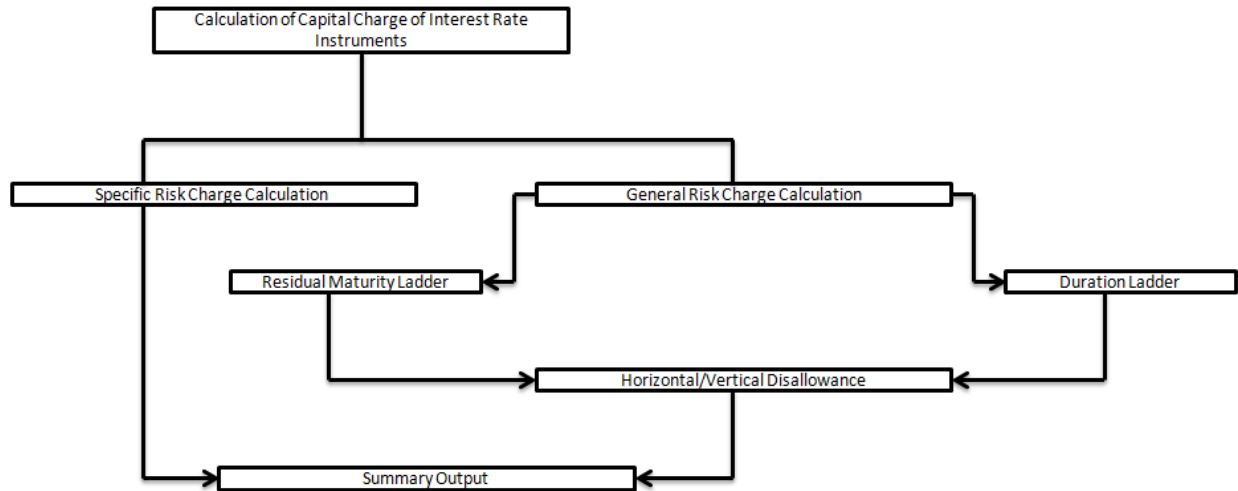 Calculation of Capital Charge of Interest Rate
Instruments
Specific Risk Charge Calculation
General Risk Charge Calculation
Residual Maturity Ladder
Duration Ladder
Horizontal/Vertical Disallowance
Summary Output